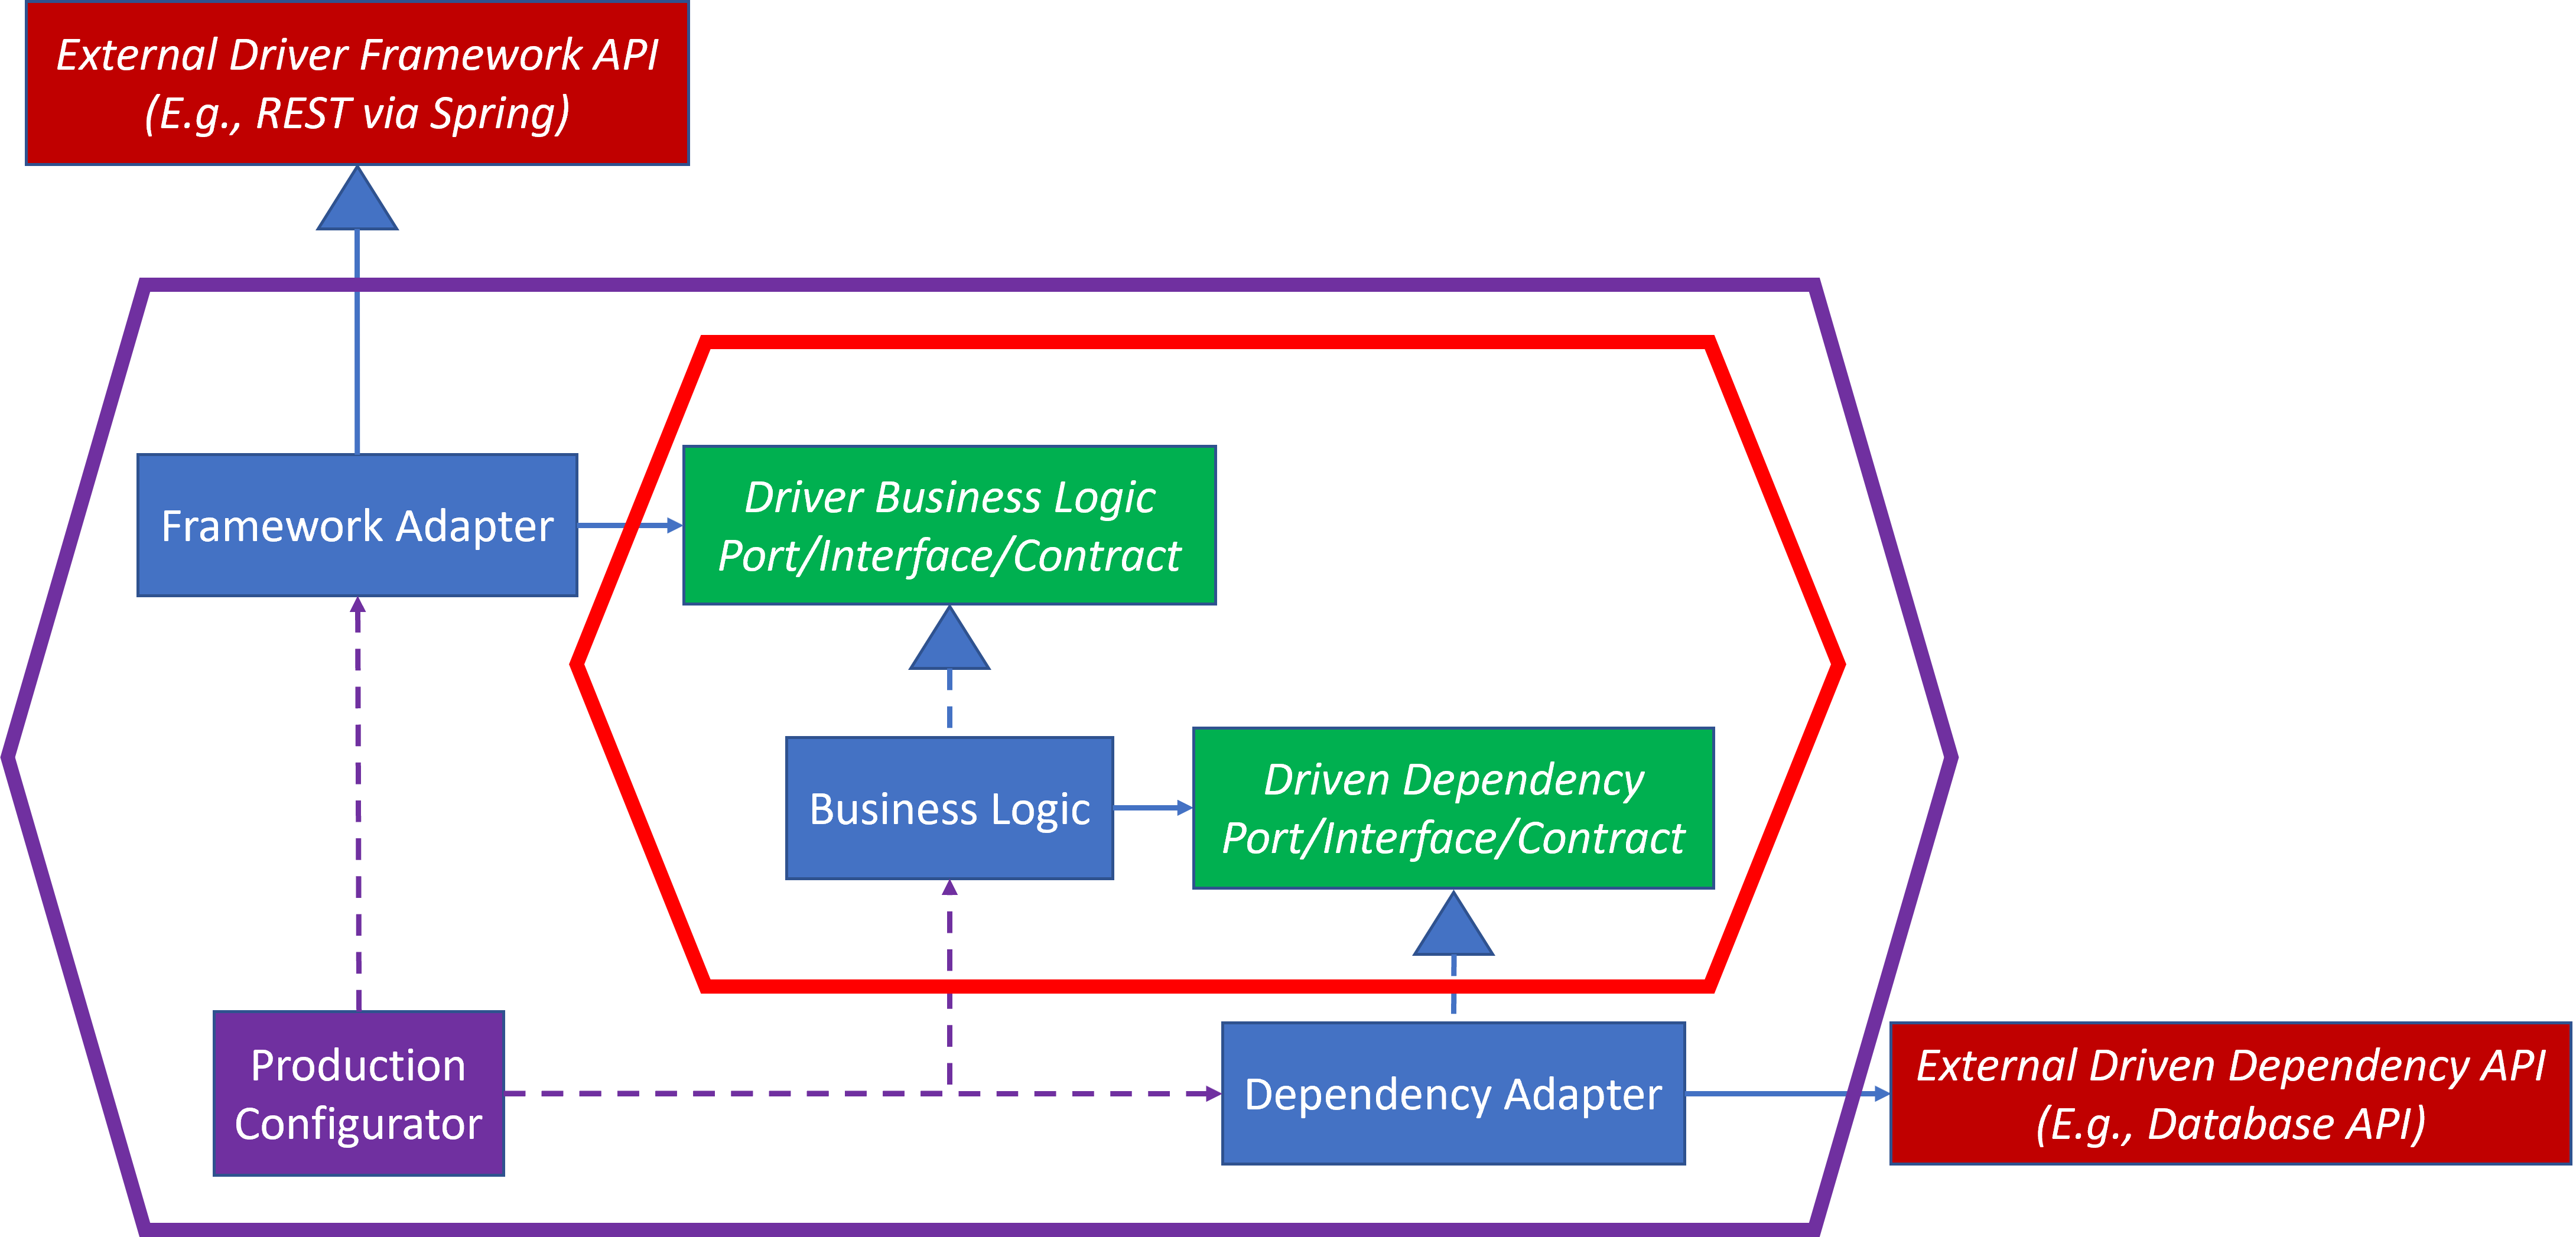 External Driver Framework API
(E.g., REST via Spring)
Framework Adapter
Driver Business Logic
Port/Interface/Contract
Business Logic
Driven Dependency
Port/Interface/Contract
Production
Configurator
Dependency Adapter
External Driven Dependency API
(E.g., Database API)